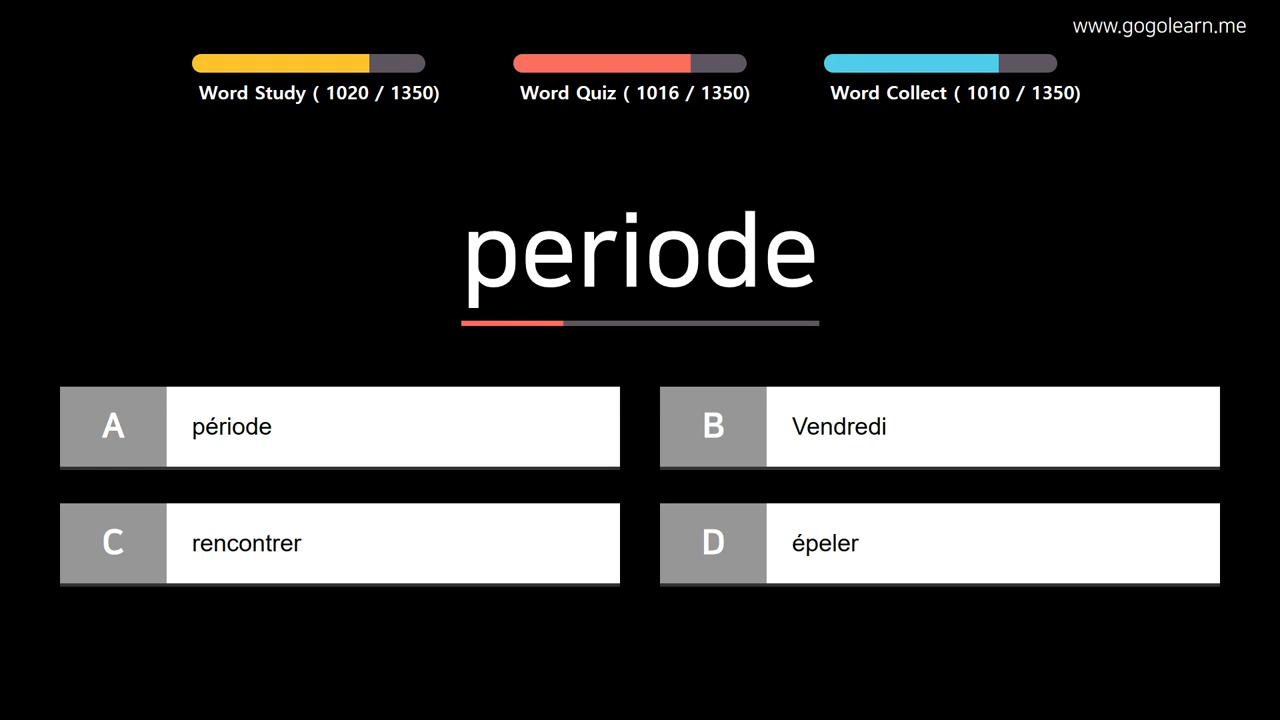 www.gogolearn.me
Word Study ( 1020 / 1350)
Word Quiz ( 1016 / 1350)
Word Collect ( 1010 / 1350)
periode
A période
B Vendredi
C rencontrer
D épeler